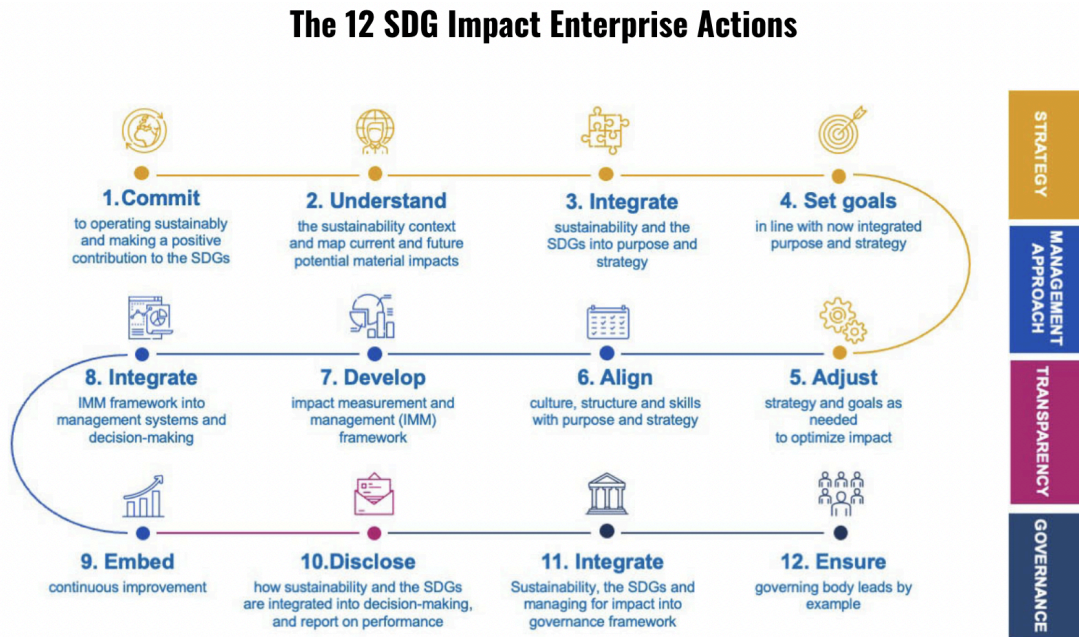 The 12 SDG Impact Enterprise Actions
1.Commit
to operating sustainably
and making a positive
contribution to the SDGs
2. Understand
the sustainability context
and map current and future
potential material impacts
3. Integrate
sustainability and the
SDGs into purpose and
strategy
4. Set goals
in line with now integrated
purpose and strategy
5. Adjust
strategy and goals as
needed
to optimize impact
6. Align
culture, structure and skills
with purpose and strategy
7. Develop
impact measurement and
management (IMM)
framework
8. Integrate
IMM framework into
management systems and
decision-making
9. Embed
continuous improvement
10.Disclose
how sustainability and the SDGs
are integrated into decision-making,
and report on performance
11. Integrate
Sustainability, the SDGs and
managing for impact into
governance framework
12. Ensure
governing body leads by
example
STRATEGY
MANAGEMENT
APPROACH
TRANSPARENCY
GOVERNANCE